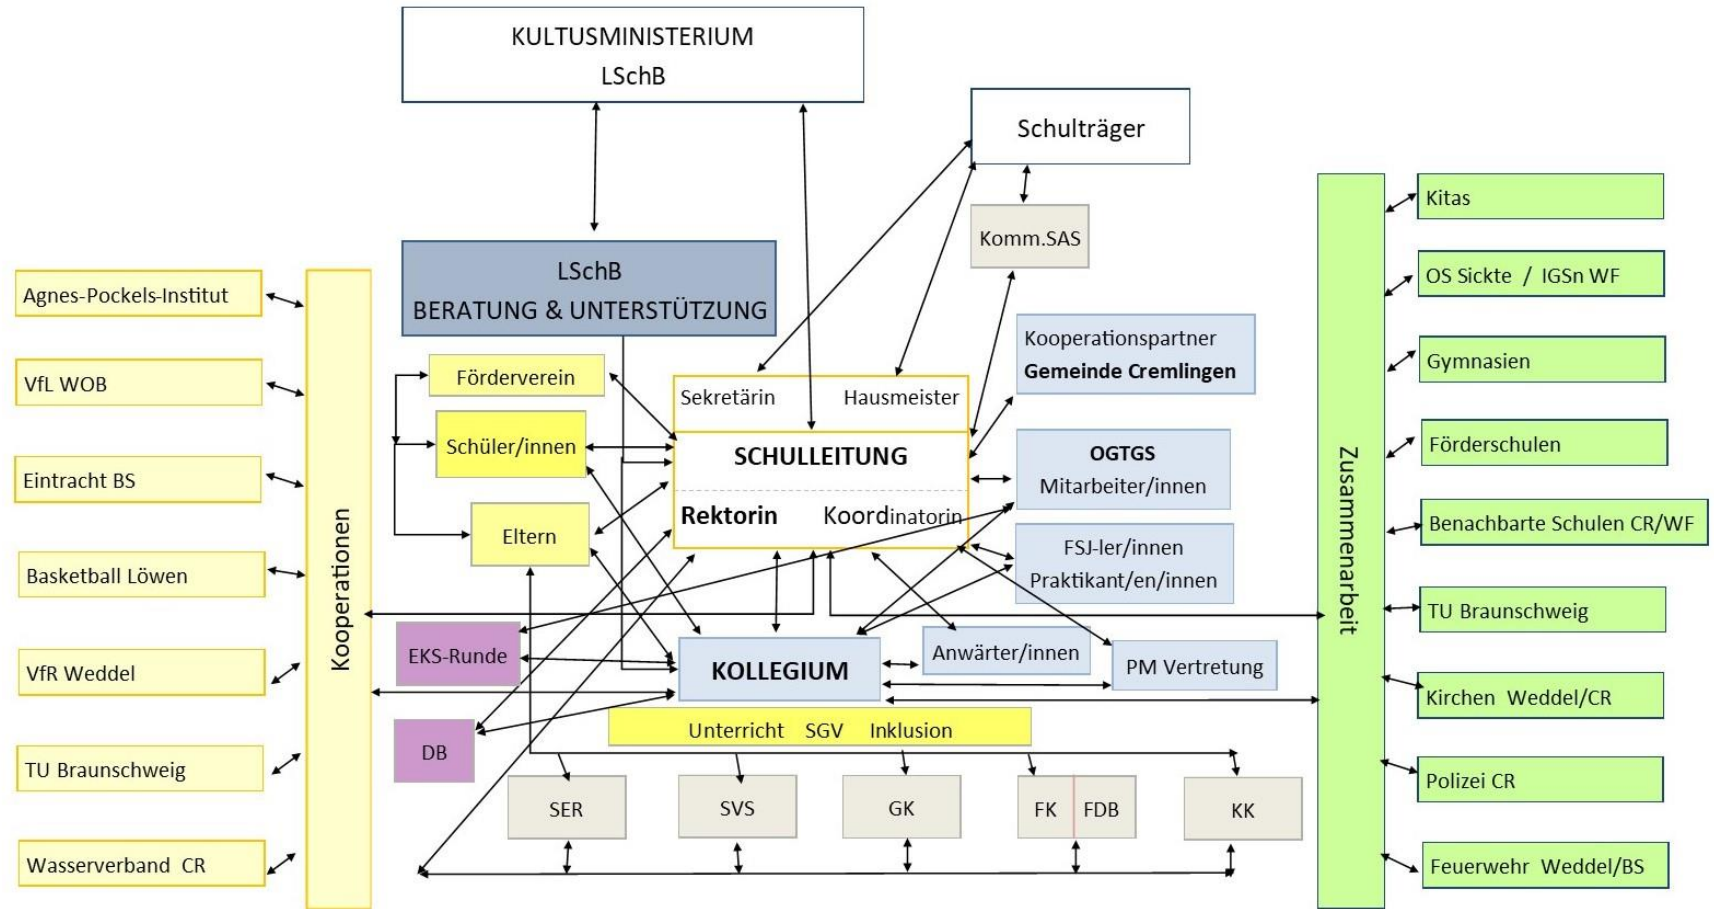 KULTUSMINISTERIUM
LSchB
Schulträger
Komm.SAS
LSchB
BERATUNG & UNTERSTÜTZUNG
Kooperationen
Agnes-Pockels-Institut
VfL WOB
Eintracht BS
Basketball Löwen
VfR Weddel
TU Braunschweig
Wasserverband CR
Förderverein
Schüler/innen
Eltern
Sekretärin Hausmeister
SCHULLEITUNG
Rektorin Koordinatorin
Kooperationspartner
Gemeinde Cremlingen
OGTGS
Mitarbeiter/innen
FSJ-ler/innen
Praktikant/en/innen
EKS-Runde
DB
KOLLEGIUM
Anwärter/innen
PM Vertretung
Unterricht SGV Inklusion
SER
SVS
GK
FK FDB
KK
Zusammenarbeit
Kitas
OS Sickte / IGSn WF
Gymnasien
Förderschulen
Benachbarte Schulen CR/WF
TU Braunschweig
Kirchen Weddel/CR
Polizei CR
Feuerwehr Weddel/BS